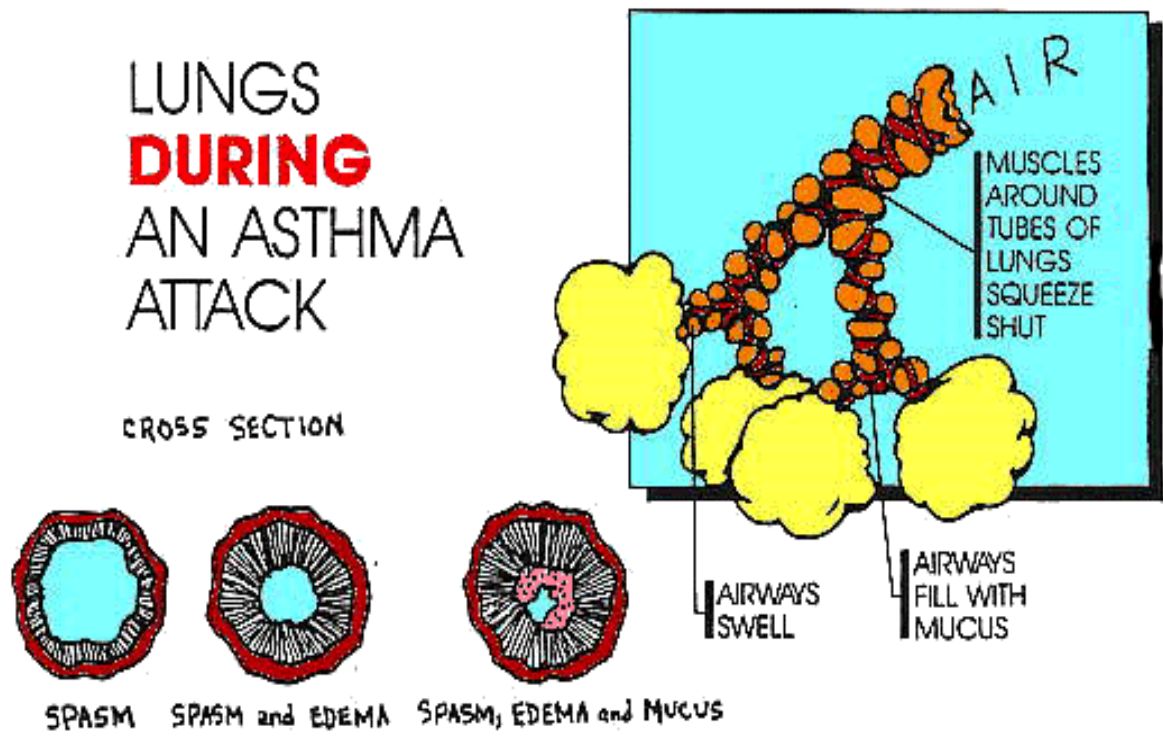 LUNGS
DURING
AN ASTHMA
ATTACK
AIR
MUSCLES
AROUND
TUBES OF
LUNGS
SQUEEZE
SHUT
CROSS SECTION
AIRWAYS
SWELL
AIRWAYS
FILL WITH
MUCUS
SPASM
SPASM and EDEMA
SPASM, EDEMA and MUCUS